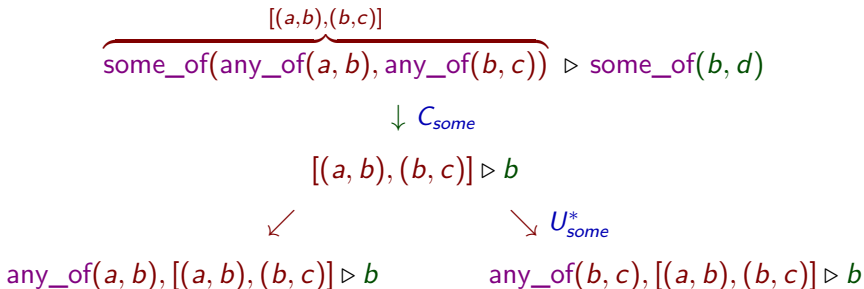 [(a,b),(b,c)]
some_of(any_of(a, b), any_of(b, c)) ▷ some_of(b, d)
↓ C_some
[(a, b), (b, c)] ▷ b
↙ ↘ U*_some
any_of(a, b), [(a, b), (b, c)] ▷ b any_of(b, c), [(a, b), (b, c)] ▷ b